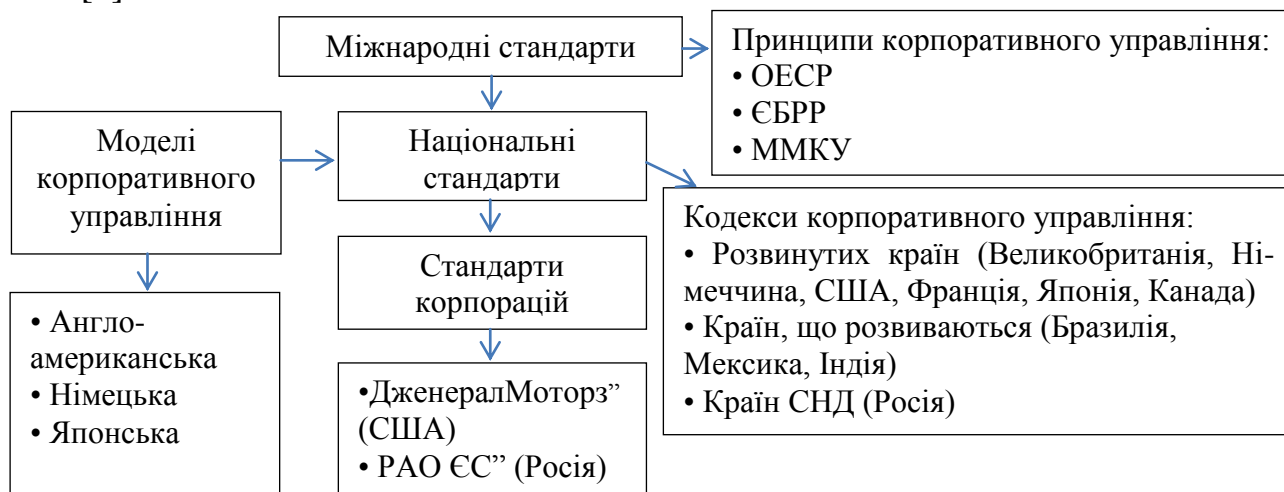 Міжнародні стандарти
Принципи корпоративного управління:
• ОЕСР
• ЄБРР
• ММКУ
Моделі
корпоративного
управління
Національні
стандарти
Кодекси корпоративного управління:
• Розвинутих країн (Великобританія, Ні-
меччина, США, Франція, Японія, Канада)
• Країн, що розвиваються (Бразилія,
Мексика, Індія)
• Країн СНД (Росія)
Стандарти
корпорацій
• Англо-
американська
• Німецька
• Японська
•ДженералМоторз”
(США)
• РАО ЄС” (Росія)